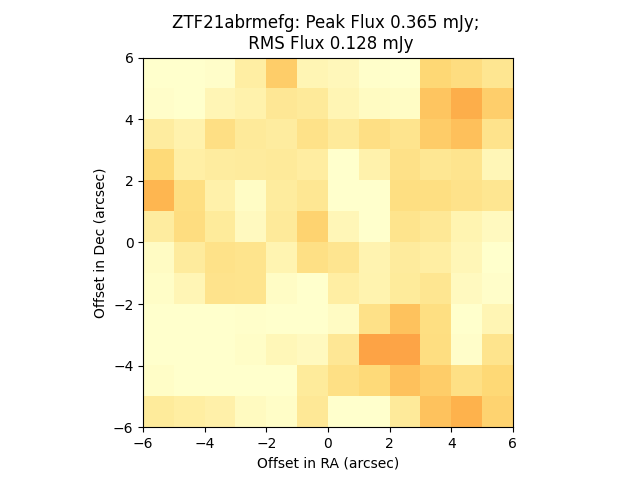 ZTF21abrmefg: Peak Flux 0.365 mJy;
RMS Flux 0.128 mJy
6
4
2
0
−2
−4
−6
Offset in Dec (arcsec)
−6 −4 −2 0 2 4 6
Offset in RA (arcsec)